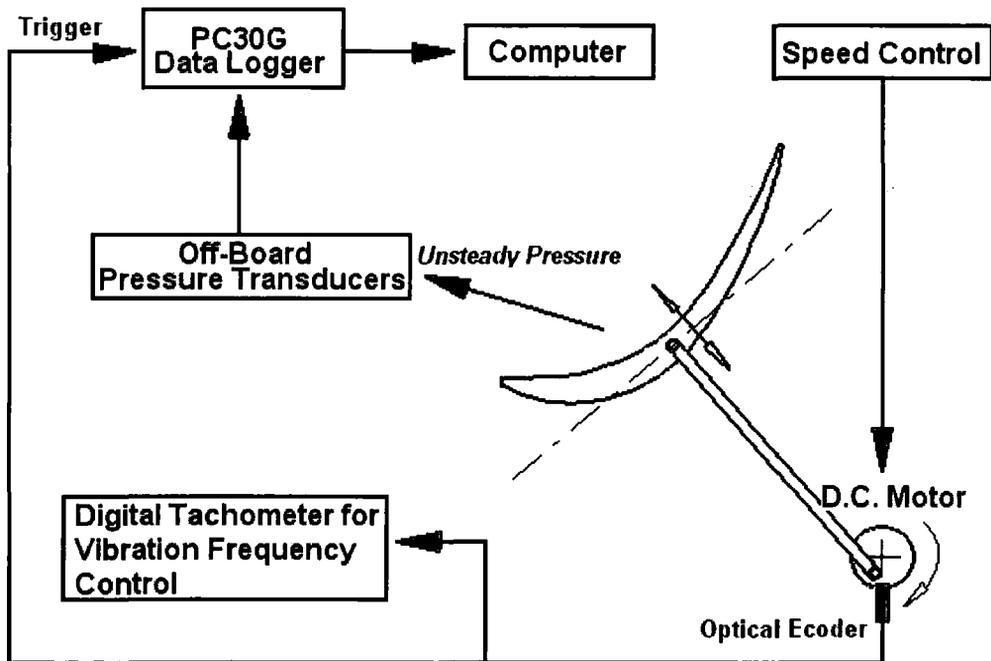 Trigger
PC30G
Data Logger
Computer
Speed Control
Off-Board
Pressure Transducers
Unsteady Pressure
D.C. Motor
Digital Tachometer for
Vibration Frequency
Control
Optical Ecoder